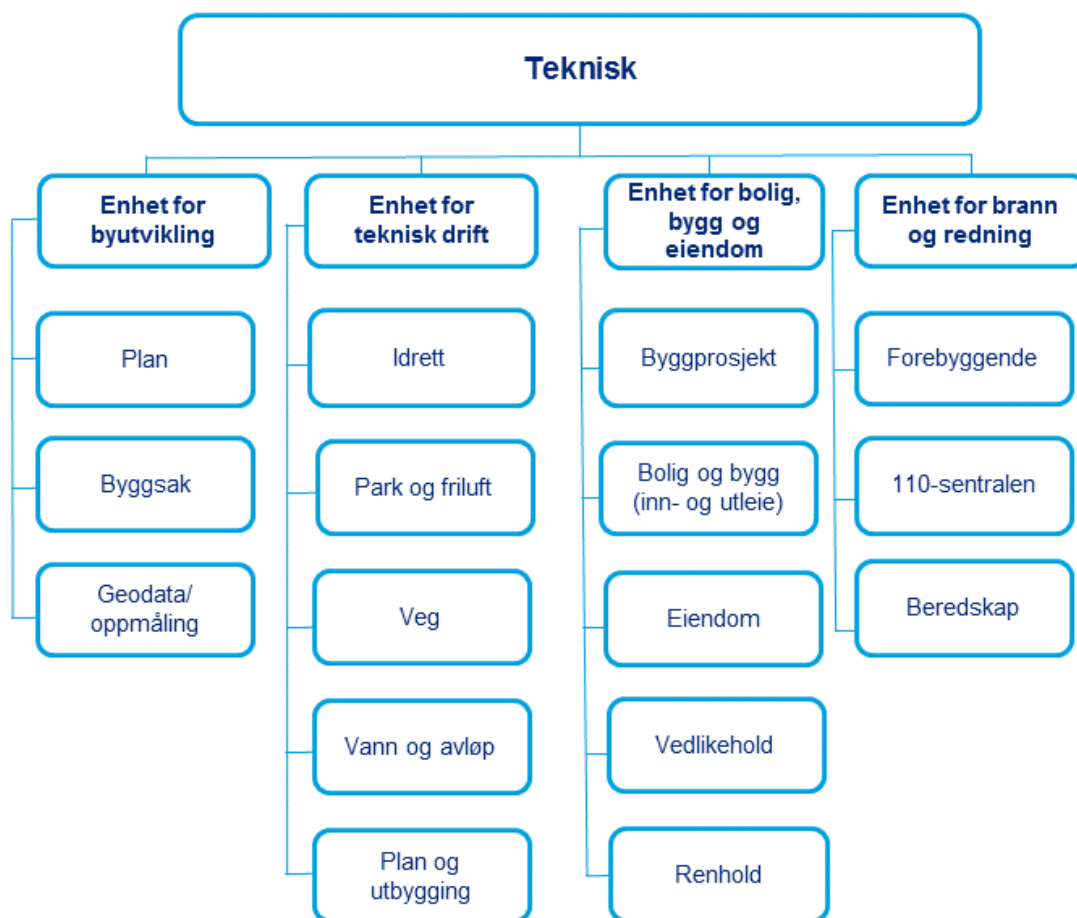 Teknisk
Enhet for
byutvikling
Plan
Byggsak
Geodata/
oppmåling
Enhet for
teknisk drift
Idrett
Park og friluft
Veg
Vann og avløp
Plan og
utbygging
Enhet for bolig,
bygg og
eiendom
Byggprosjekt
Bolig og bygg
(inn- og utleie)
Eiendom
Vedlikehold
Renhold
Enhet for brann
og redning
Forebyggende
110-sentralen
Beredskap